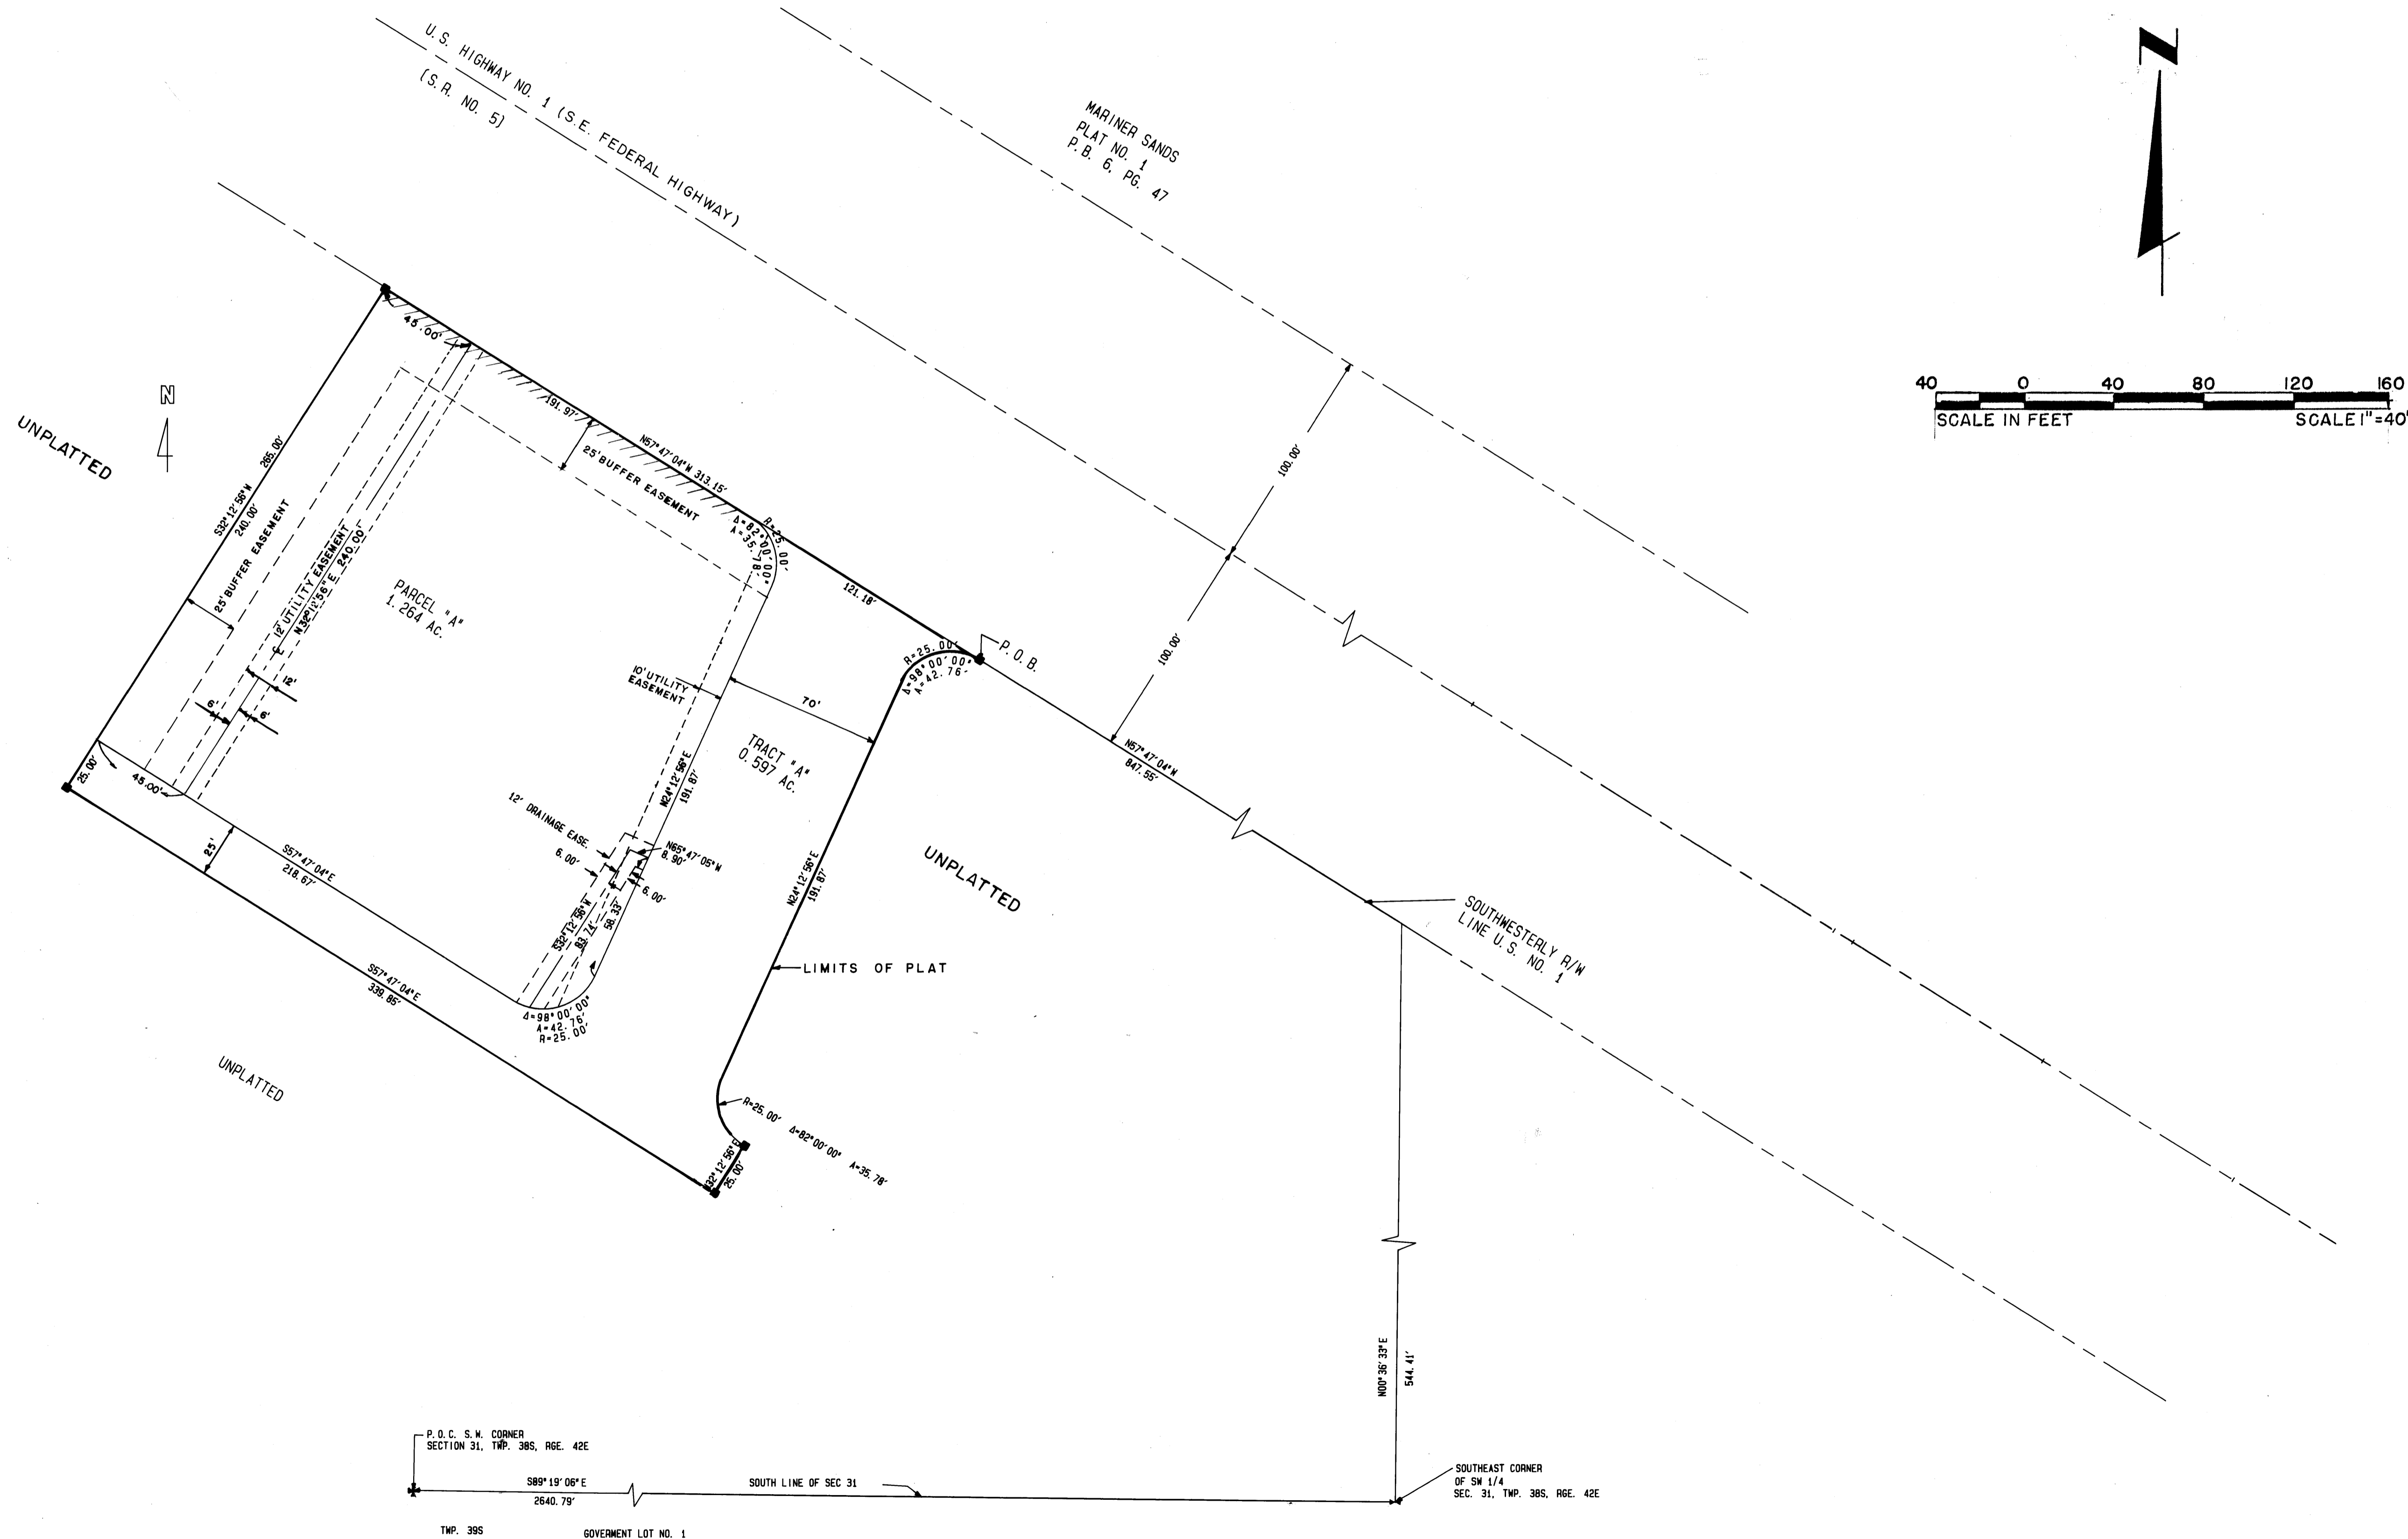 U.S. HIGHWAY NO. 1 (S.E. FEDERAL HIGHWAY)
(S.R. NO. 5)
MARINER SANDS
PLAT NO. 1
P.B. 6, PG. 47
N
40 0 40 80 120 160
SCALE IN FEET SCALE 1"=40'
N
UNPLATTED
45.00'
191.97'
N57°47'04"W 313.15'
25' BUFFER EASEMENT
265.00'
S32°12'56"W
240.00'
25' BUFFER EASEMENT
12' UTILITY EASEMENT
N32°12'56"E 240.00'
PARCEL "A"
1.264 AC.
R=25.00'
Δ=82°00'00"
A=35.78'
121.18'
P.O.B.
R=25.00'
Δ=98°00'00"
A=42.76'
100.00'
100.00'
10' UTILITY
EASEMENT
70'
12'
6'
6'
TRACT "A"
0.597 AC.
N24°12'56"E
191.87'
N57°47'04"W
847.55'
25.00'
45.00'
25'
12' DRAINAGE EASE.
6.00'
N65°47'05"W
8.90'
6.00'
S32°12'56"W
83.74'
58.33'
S57°47'04"E
218.67'
N24°12'56"E
191.87'
UNPLATTED
SOUTHWESTERLY R/W
LINE U.S. NO. 1
LIMITS OF PLAT
S57°47'04"E
339.85'
Δ=98°00'00"
A=42.76'
R=25.00'
UNPLATTED
R=25.00' Δ=82°00'00" A=35.78'
N32°12'56"E
25.00'
N00°36'33"E
544.41'
P.O.C. S.W. CORNER
SECTION 31, TWP. 38S, RGE. 42E
S89°19'06"E
2640.79'
SOUTH LINE OF SEC 31
SOUTHEAST CORNER
OF SW 1/4
SEC. 31, TWP. 38S, RGE. 42E
TWP. 39S GOVERMENT LOT NO. 1